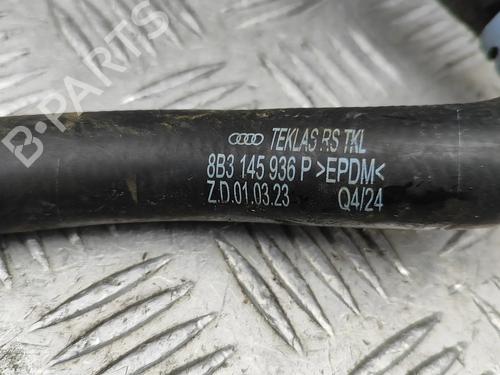 B-PARTS
TEKLAS RS TKL
8B3 145 936 P >EPDM<
Z.D.01.03.23 Q4/24